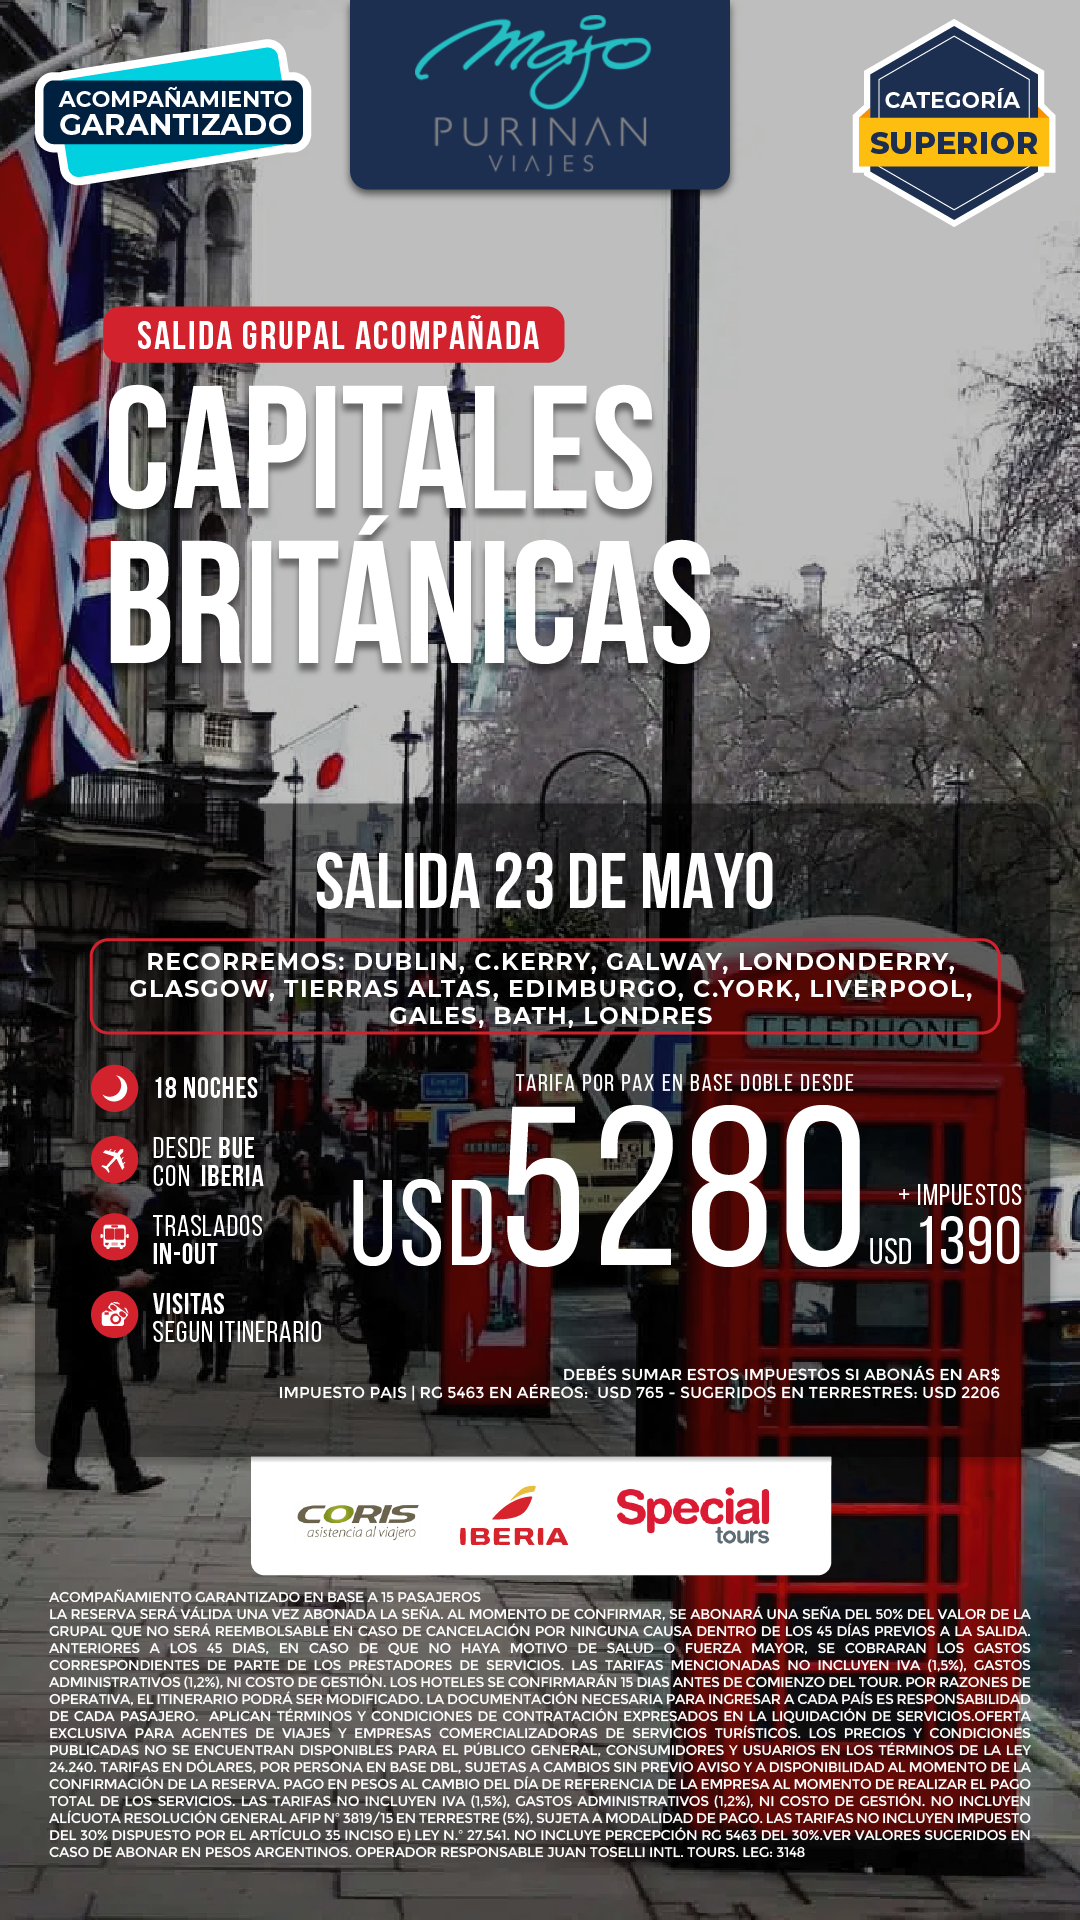 ACOMPAÑAMIENTO
GARANTIZADO
Majo
PURINAN
VIAJES
CATEGORÍA
SUPERIOR
SALIDA GRUPAL ACOMPAÑADA
CAPITALES
BRITÁNICAS
SALIDA 23 DE MAYO
RECORREMOS: DUBLIN, C.KERRY, GALWAY, LONDONDERRY,
GLASGOW, TIERRAS ALTAS, EDIMBURGO, C.YORK, LIVERPOOL,
GALES, BATH, LONDRES
TELEPHONE
18 NOCHES
DESDE BUE
CON IBERIA
TRASLADOS
IN-OUT
VISITAS
SEGUN ITINERARIO
TARIFA POR PAX EN BASE DOBLE DESDE
USD 5280
+ IMPUESTOS
USD 1390
DEBÉS SUMAR ESTOS IMPUESTOS SI ABONÁS EN AR$
IMPUESTO PAIS | RG 5463 EN AÉREOS: USD 765 - SUGERIDOS EN TERRESTRES: USD 2206
CORIS
asistencia al viajero
IBERIA
Special
tours
ACOMPAÑAMIENTO GARANTIZADO EN BASE A 15 PASAJEROS
LA RESERVA SERÁ VÁLIDA UNA VEZ ABONADA LA SEÑA. AL MOMENTO DE CONFIRMAR, SE ABONARÁ UNA SEÑA DEL 50% DEL VALOR DE LA
GRUPAL QUE NO SERÁ REEMBOLSABLE EN CASO DE CANCELACIÓN POR NINGUNA CAUSA DENTRO DE LOS 45 DÍAS PREVIOS A LA SALIDA.
ANTERIORES A LOS 45 DIAS, EN CASO DE QUE NO HAYA MOTIVO DE SALUD O FUERZA MAYOR, SE COBRARAN LOS GASTOS
CORRESPONDIENTES DE PARTE DE LOS PRESTADORES DE SERVICIOS. LAS TARIFAS MENCIONADAS NO INCLUYEN IVA (1,5%), GASTOS
ADMINISTRATIVOS (1,2%), NI COSTO DE GESTIÓN. LOS HOTELES SE CONFIRMARÁN 15 DIAS ANTES DE COMIENZO DEL TOUR. POR RAZONES DE
OPERATIVA, EL ITINERARIO PODRÁ SER MODIFICADO. LA DOCUMENTACIÓN NECESARIA PARA INGRESAR A CADA PAÍS ES RESPONSABILIDAD
DE CADA PASAJERO. APLICAN TÉRMINOS Y CONDICIONES DE CONTRATACIÓN EXPRESADOS EN LA LIQUIDACIÓN DE SERVICIOS.OFERTA
EXCLUSIVA PARA AGENTES DE VIAJES Y EMPRESAS COMERCIALIZADORAS DE SERVICIOS TURÍSTICOS. LOS PRECIOS Y CONDICIONES
PUBLICADAS NO SE ENCUENTRAN DISPONIBLES PARA EL PÚBLICO GENERAL, CONSUMIDORES Y USUARIOS EN LOS TÉRMINOS DE LA LEY
24.240. TARIFAS EN DÓLARES, POR PERSONA EN BASE DBL, SUJETAS A CAMBIOS SIN PREVIO AVISO Y A DISPONIBILIDAD AL MOMENTO DE LA
CONFIRMACIÓN DE LA RESERVA. PAGO EN PESOS AL CAMBIO DEL DÍA DE REFERENCIA DE LA EMPRESA AL MOMENTO DE REALIZAR EL PAGO
TOTAL DE LOS SERVICIOS. LAS TARIFAS NO INCLUYEN IVA (1,5%), GASTOS ADMINISTRATIVOS (1,2%), NI COSTO DE GESTIÓN. NO INCLUYEN
ALÍCUOTA RESOLUCIÓN GENERAL AFIP N° 3819/15 EN TERRESTRE (5%), SUJETA A MODALIDAD DE PAGO. LAS TARIFAS NO INCLUYEN IMPUESTO
DEL 30% DISPUESTO POR EL ARTÍCULO 35 INCISO E) LEY N.° 27.541. NO INCLUYE PERCEPCIÓN RG 5463 DEL 30%.VER VALORES SUGERIDOS EN
CASO DE ABONAR EN PESOS ARGENTINOS. OPERADOR RESPONSABLE JUAN TOSELLI INTL. TOURS. LEG: 3148